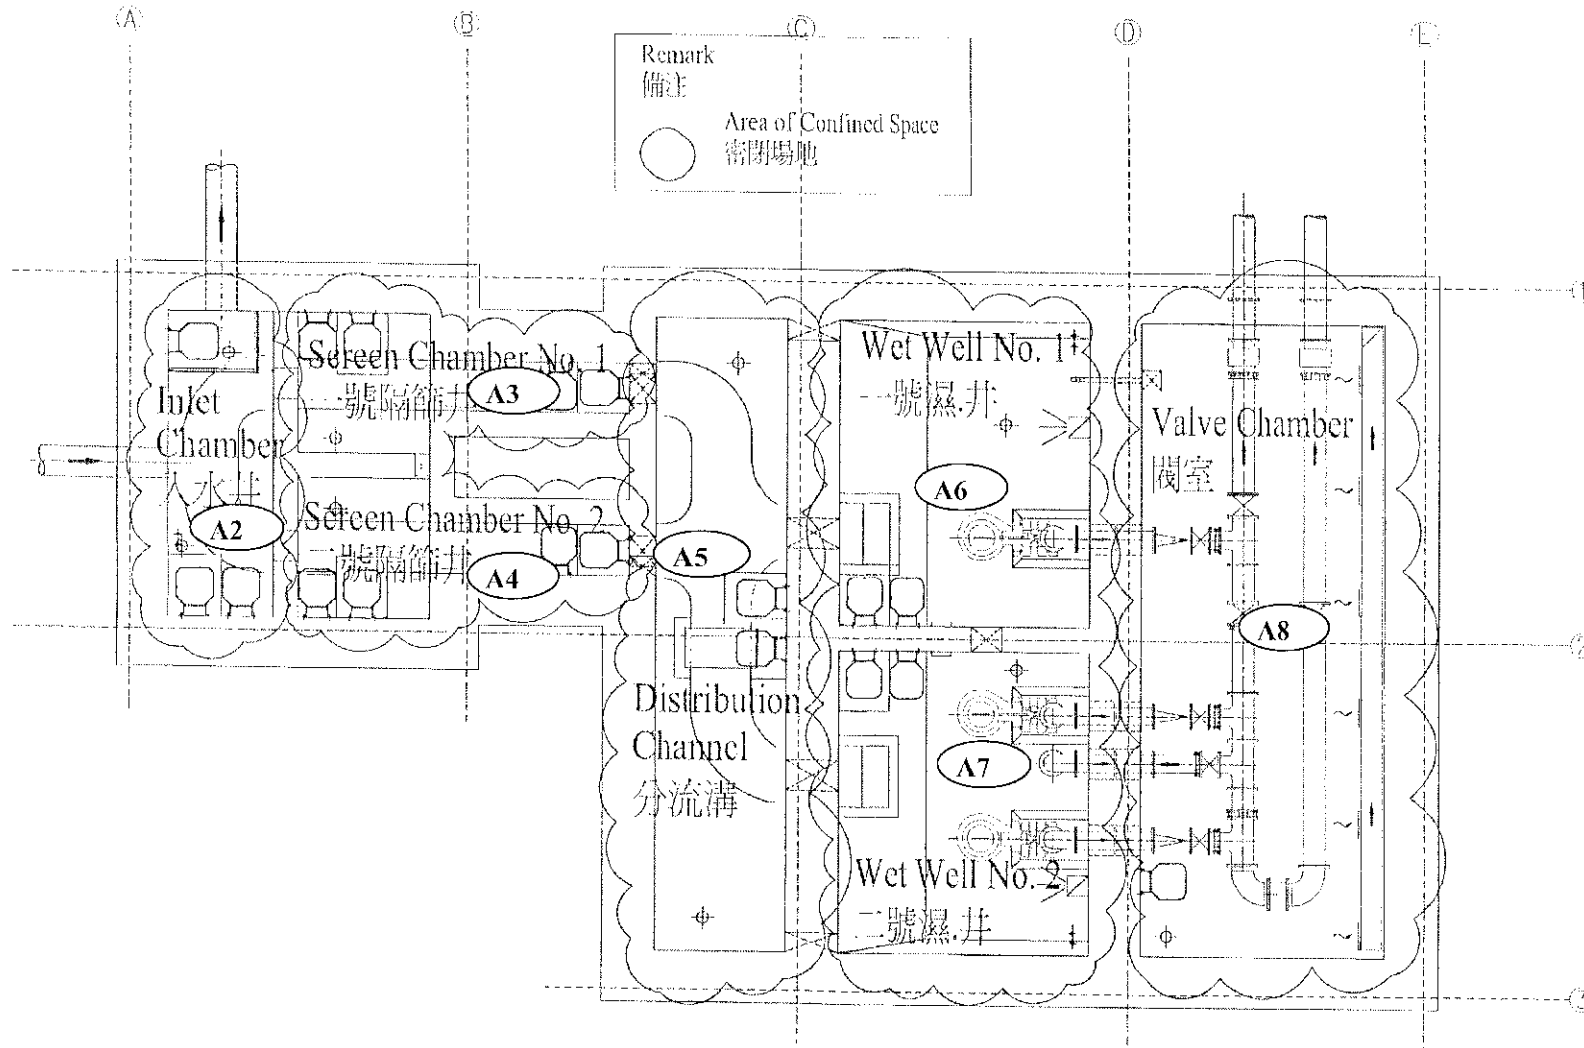 A
B
C
D
E
Remark
備注
Area of Confined Space
密閉場地
1
Screen Chamber No. 1
一號隔篩井
A3
Inlet
Chamber
入水井
A2
Screen Chamber No. 2
二號隔篩井
A4
A5
Distribution
Channel
分流溝
Wet Well No. 1
一號濕井
A6
A7
Wet Well No. 2
二號濕井
Valve Chamber
閥室
A8
2
3